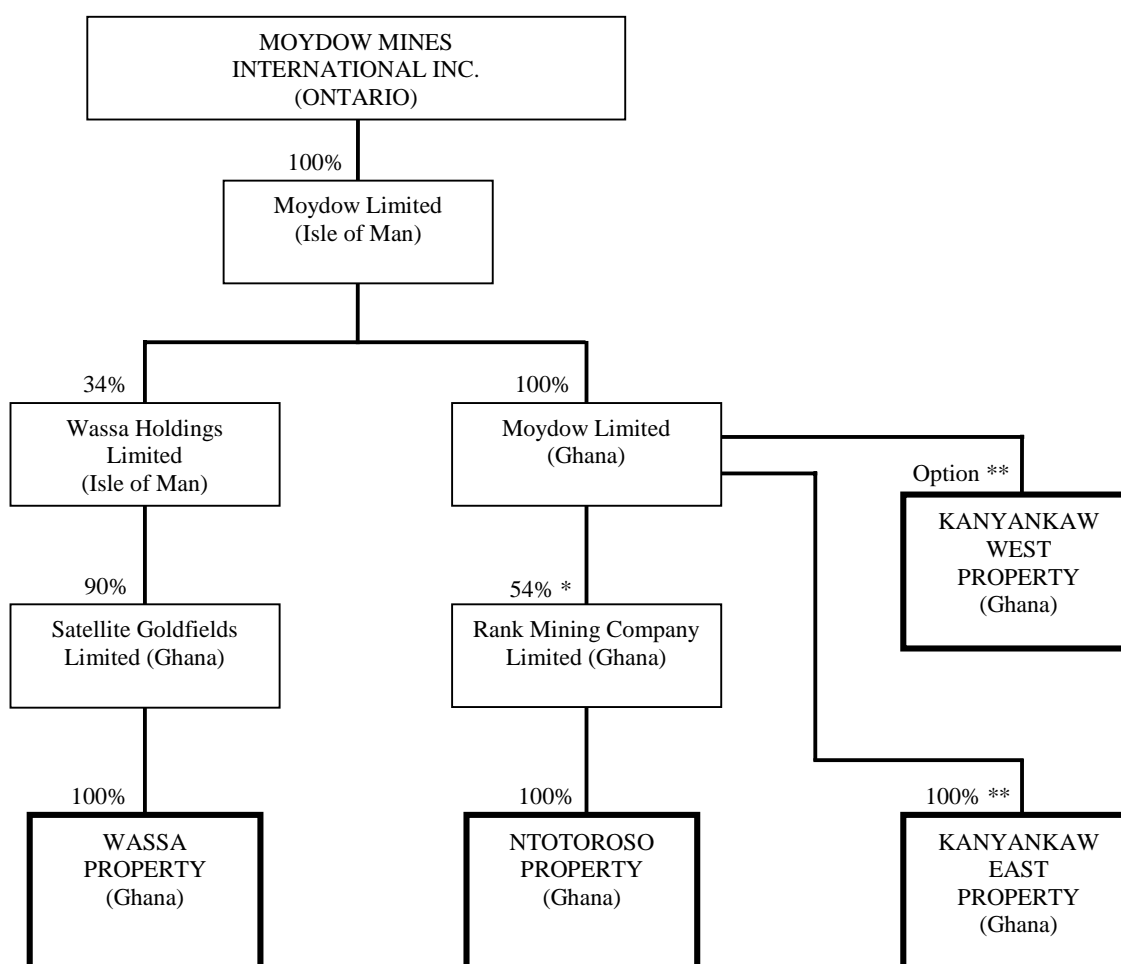 MOYDOW MINES
INTERNATIONAL INC.
(ONTARIO)
100%
Moydow Limited
(Isle of Man)
34%
100%
Wassa Holdings
Limited
(Isle of Man)
Moydow Limited
(Ghana)
Option **
KANYANKAW
WEST
PROPERTY
(Ghana)
90%
54% *
Satellite Goldfields
Limited (Ghana)
Rank Mining Company
Limited (Ghana)
100%
100%
100% **
WASSA
PROPERTY
(Ghana)
NTOTOROSO
PROPERTY
(Ghana)
KANYANKAW
EAST
PROPERTY
(Ghana)